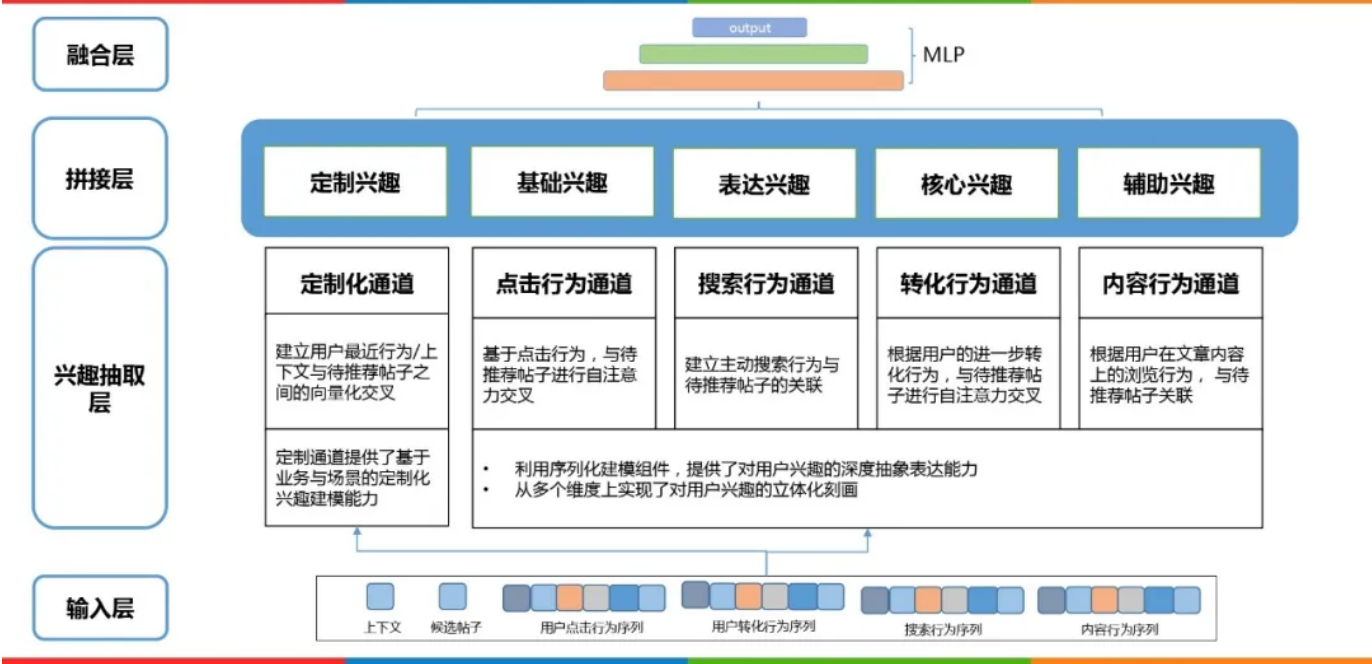 融合层
output
MLP
拼接层
定制兴趣
基础兴趣
表达兴趣
核心兴趣
辅助兴趣
兴趣抽取
层
定制化通道
建立用户最近行为/上
下文与待推荐帖子之
间的向量化交叉
定制通道提供了基于
业务与场景的定制化
兴趣建模能力
点击行为通道
基于点击行为，与待
推荐帖子进行自注意
力交叉
搜索行为通道
建立主动搜索行为与
待推荐帖子的关联
转化行为通道
根据用户的进一步转
化行为，与待推荐帖
子进行自注意力交叉
内容行为通道
根据用户在文章内容
上的浏览行为， 与待
推荐帖子关联
• 利用序列化建模组件，提供了对用户兴趣的深度抽象表达能力
• 从多个维度上实现了对用户兴趣的立体化刻画
输入层
上下文
候选帖子
用户点击行为序列
用户转化行为序列
搜索行为序列
内容行为序列